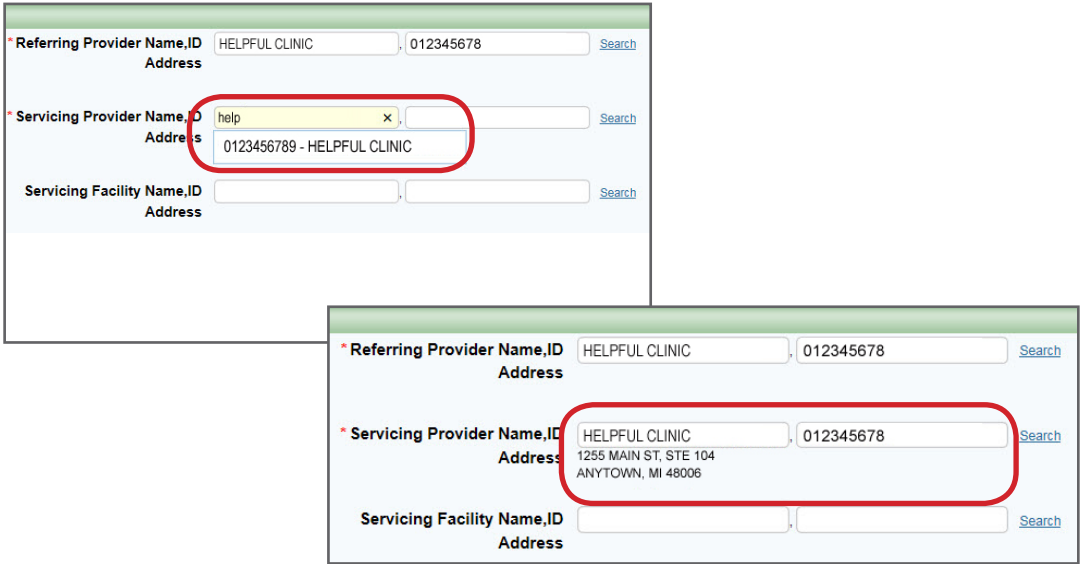 * Referring Provider Name,ID HELPFUL CLINIC , 012345678 Search
Address
* Servicing Provider Name,ID help × , Search
Address 0123456789 - HELPFUL CLINIC
Servicing Facility Name,ID , Search
Address
* Referring Provider Name,ID HELPFUL CLINIC , 012345678 Search
Address
* Servicing Provider Name,ID HELPFUL CLINIC , 012345678 Search
Address 1255 MAIN ST, STE 104
ANYTOWN, MI 48006
Servicing Facility Name,ID , Search
Address